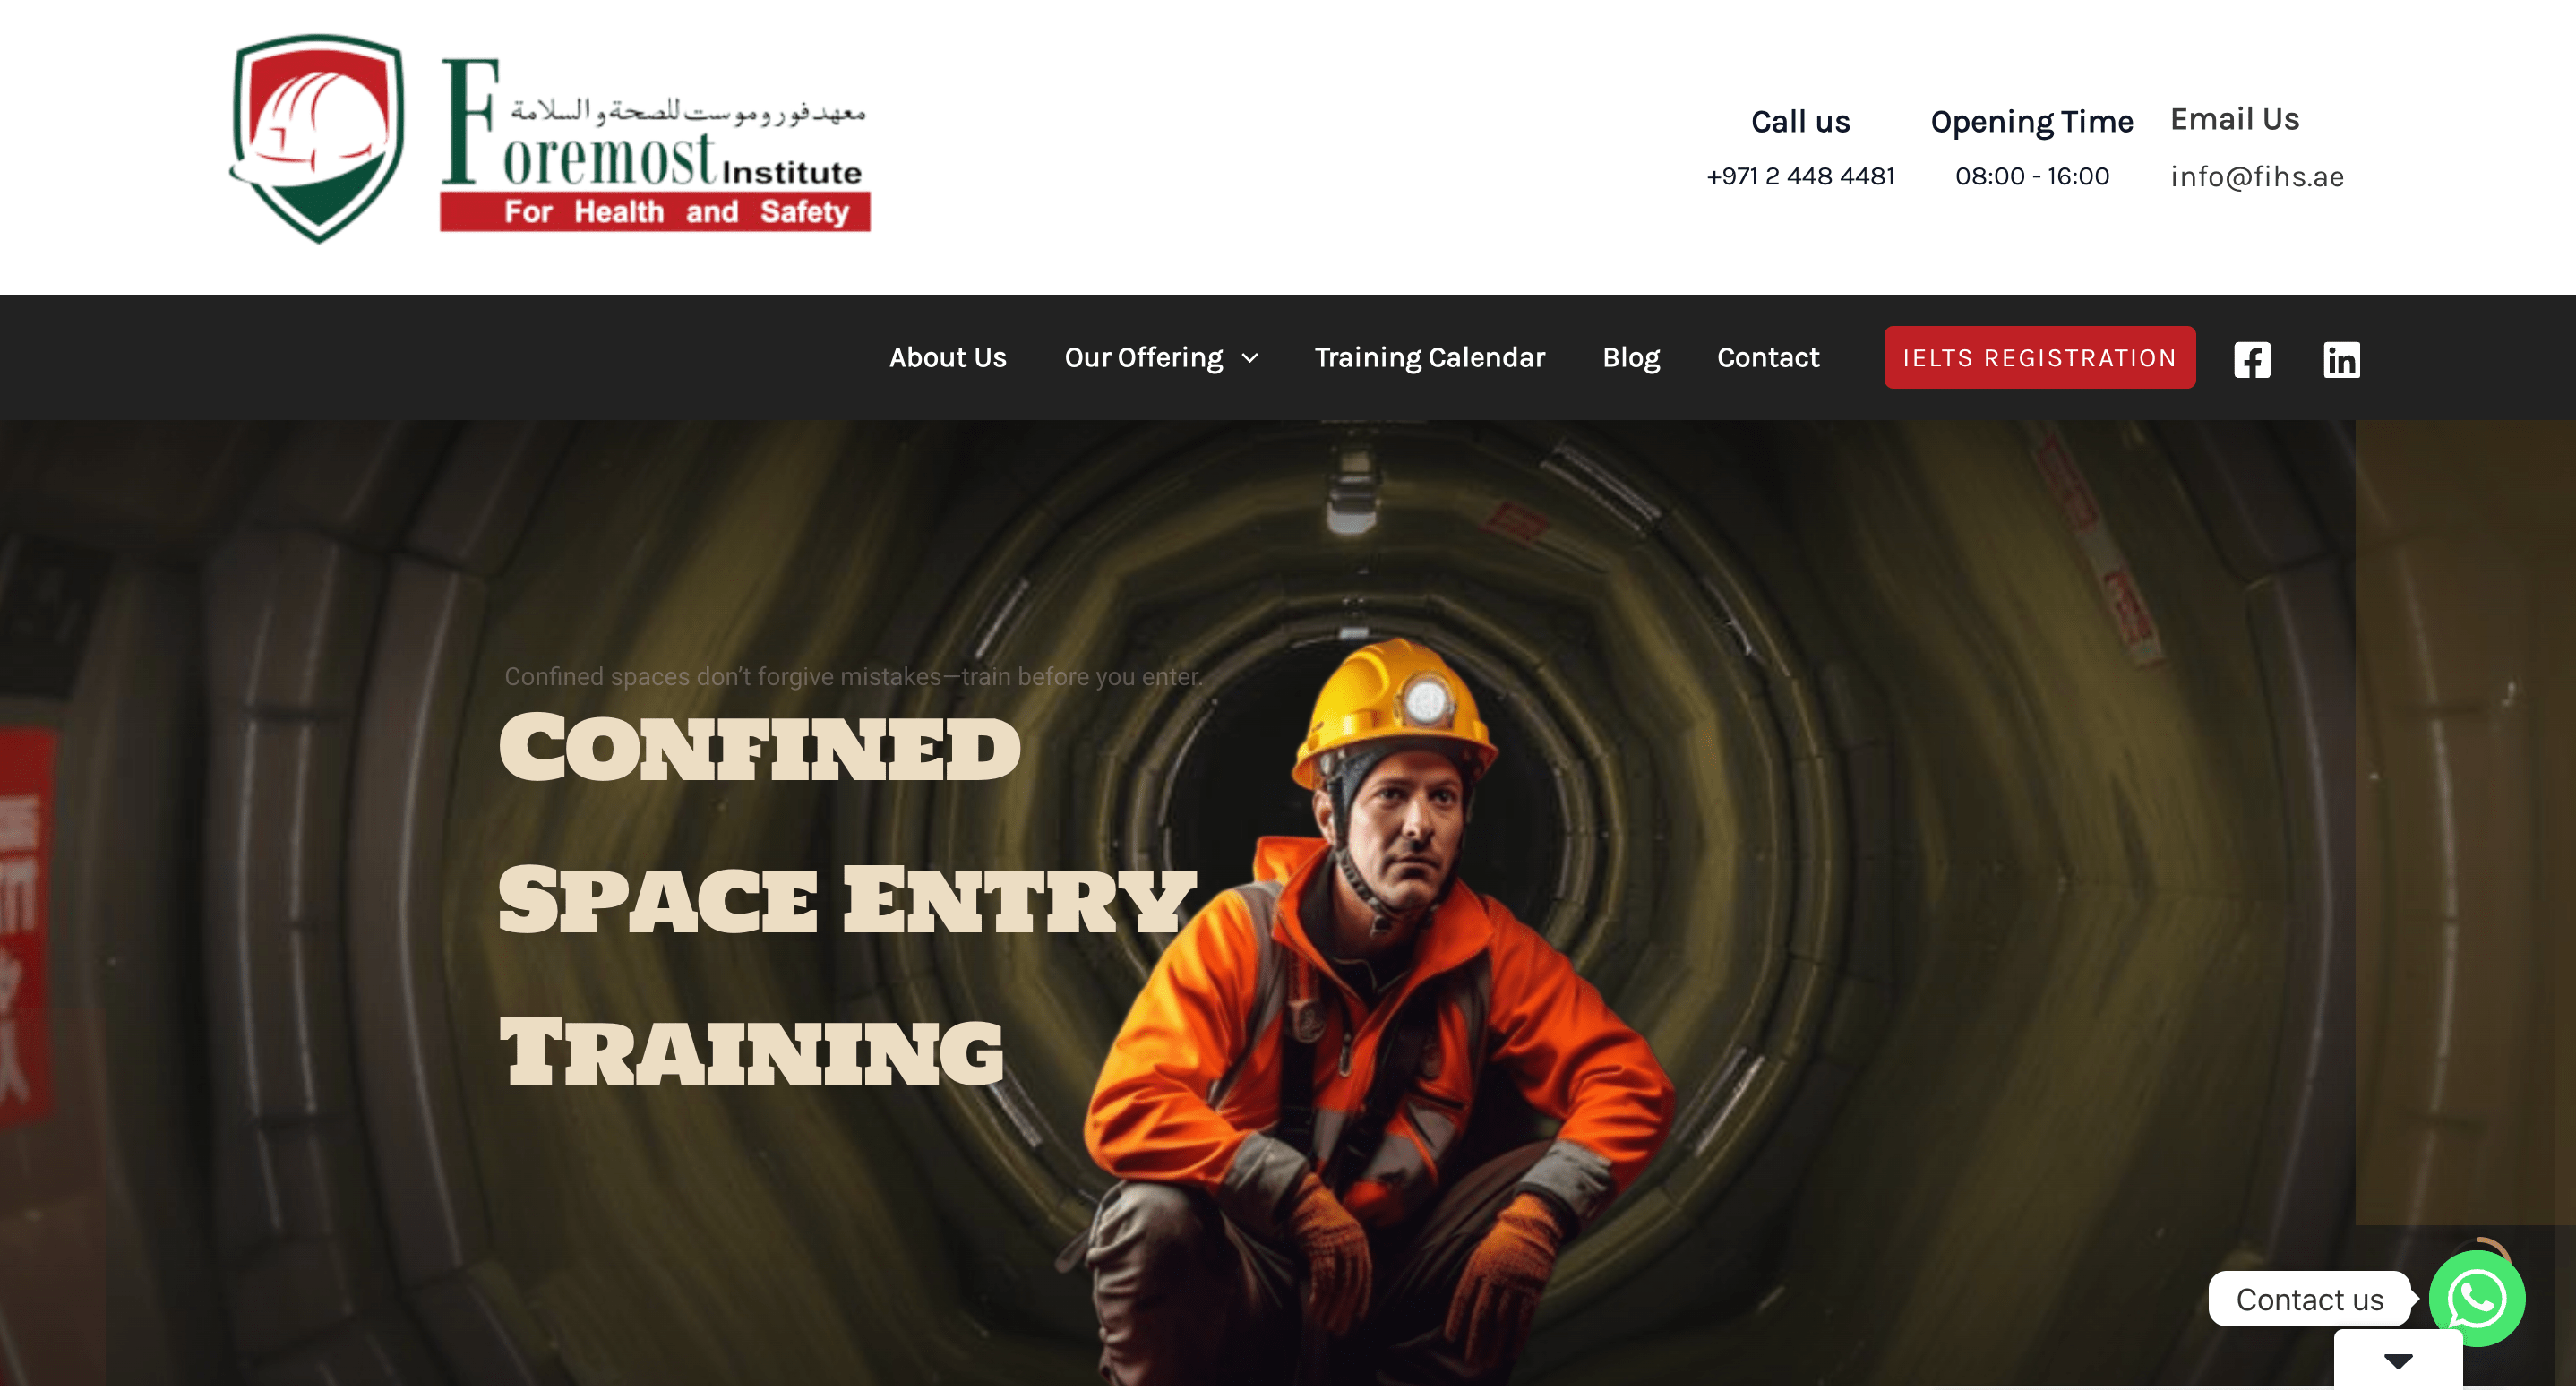 معهد فورموست للصحة و السلامة
Foremost Institute
For Health and Safety
Call us
+971 2 448 4481
Opening Time
08:00 - 16:00
Email Us
info@fihs.ae
About Us
Our Offering
Training Calendar
Blog
Contact
IELTS REGISTRATION
Confined spaces don’t forgive mistakes—train before you enter.
Confined
Space Entry
Training
Contact us